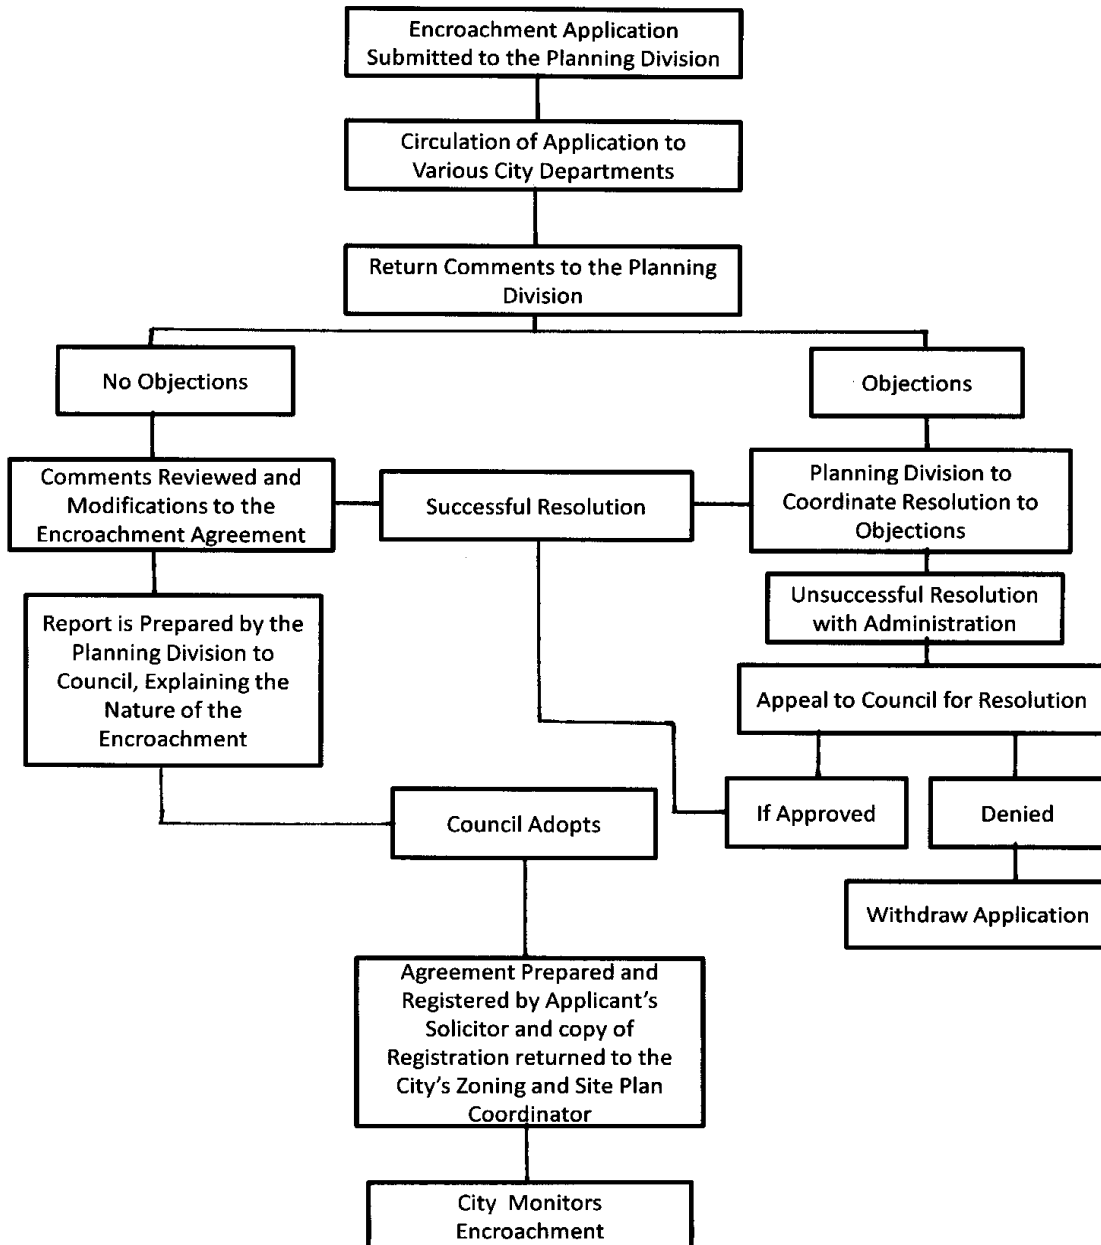 Encroachment Application
Submitted to the Planning Division
Circulation of Application to
Various City Departments
Return Comments to the Planning
Division
No Objections
Objections
Comments Reviewed and
Modifications to the
Encroachment Agreement
Successful Resolution
Planning Division to
Coordinate Resolution to
Objections
Unsuccessful Resolution
with Administration
Report is Prepared by the
Planning Division to
Council, Explaining the
Nature of the
Encroachment
Appeal to Council for Resolution
If Approved
Denied
Council Adopts
Withdraw Application
Agreement Prepared and
Registered by Applicant's
Solicitor and copy of
Registration returned to the
City's Zoning and Site Plan
Coordinator
City Monitors
Encroachment